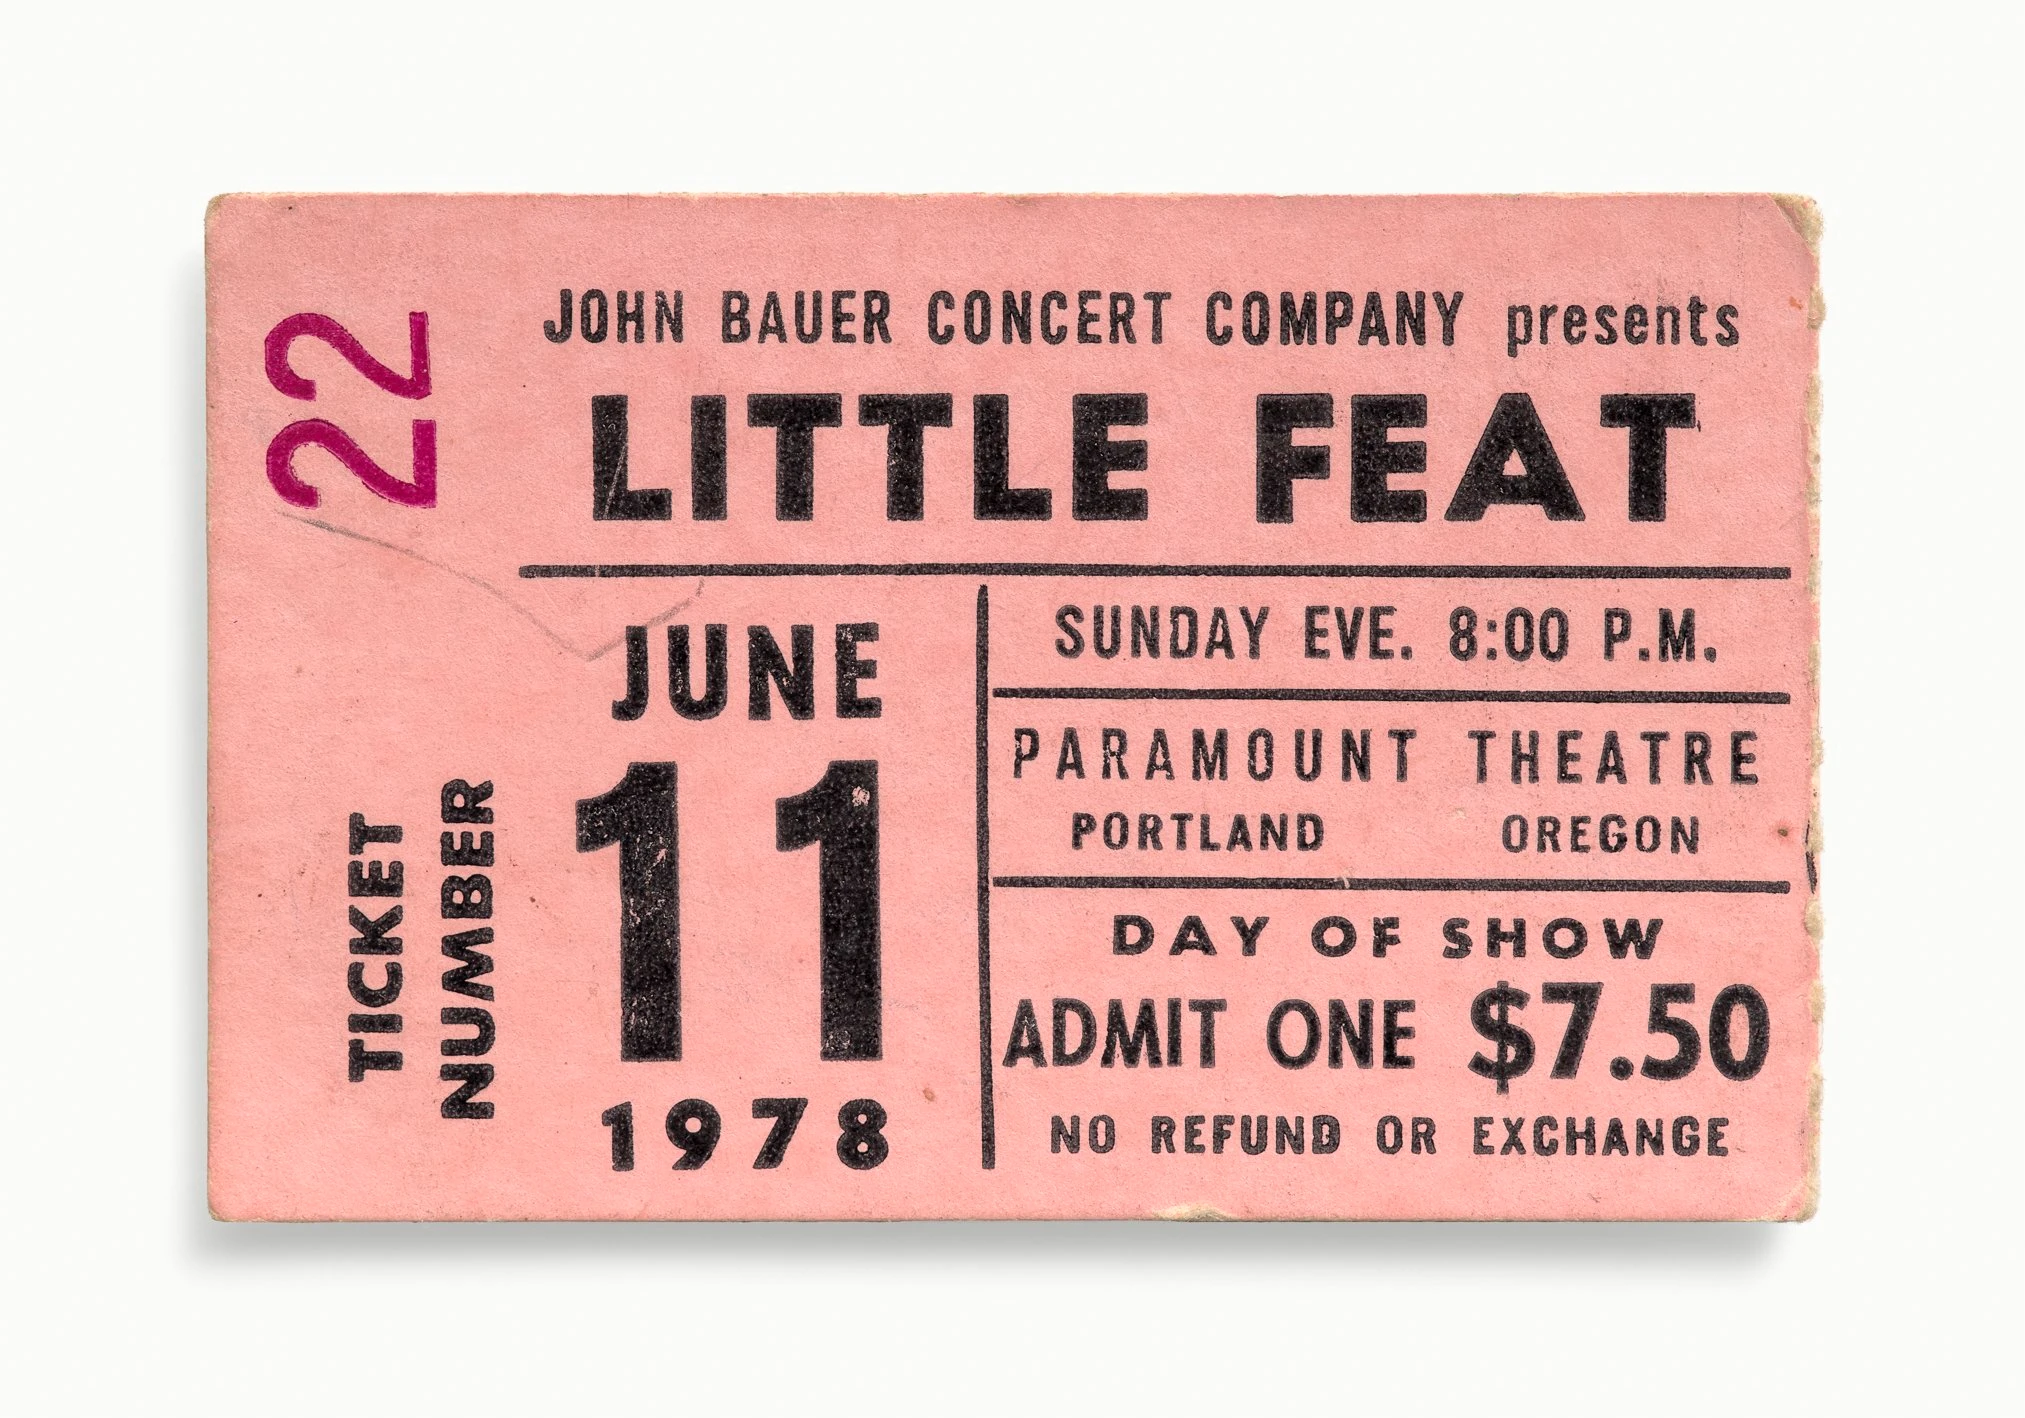 22
TICKET
NUMBER
JOHN BAUER CONCERT COMPANY presents
LITTLE FEAT
JUNE
11
1978
SUNDAY EVE. 8:00 P.M.
PARAMOUNT THEATRE
PORTLAND OREGON
DAY OF SHOW
ADMIT ONE $7.50
NO REFUND OR EXCHANGE